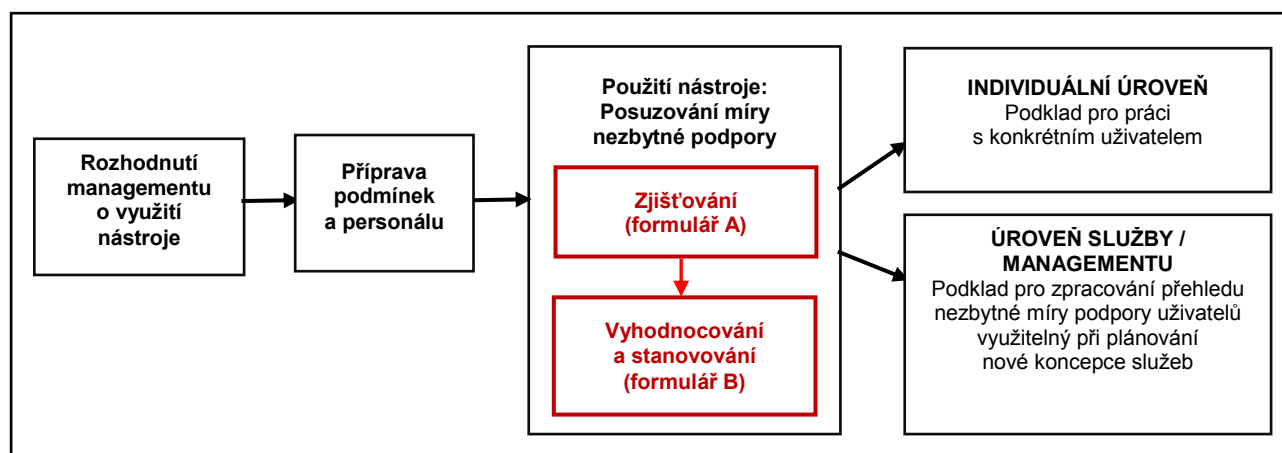 Rozhodnutí
managementu
o využití
nástroje
Příprava
podmínek
a personálu
Použití nástroje:
Posuzování míry
nezbytné podpory
Zjišťování
(formulář A)
Vyhodnocování
a stanovování
(formulář B)
INDIVIDUÁLNÍ ÚROVEŇ
Podklad pro práci
s konkrétním uživatelem
ÚROVEŇ SLUŽBY /
MANAGEMENTU
Podklad pro zpracování přehledu
nezbytné míry podpory uživatelů
využitelný při plánování
nové koncepce služeb